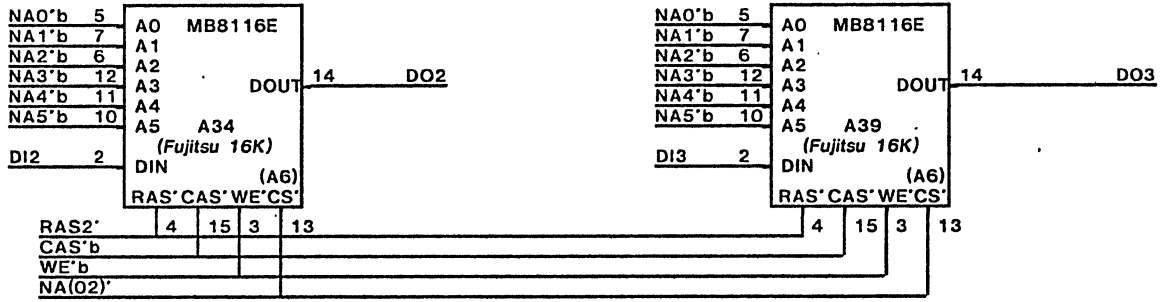 NA0'b 5 A0 MB8116E
NA1'b 7 A1
NA2'b 6 A2
NA3'b 12 A3 DOUT 14 DO2
NA4'b 11 A4
NA5'b 10 A5 A34
(Fujitsu 16K)
DI2 2 DIN
(A6)
RAS' CAS' WE' CS'
4 15 3 13
NA0'b 5 A0 MB8116E
NA1'b 7 A1
NA2'b 6 A2
NA3'b 12 A3 DOUT 14 DO3
NA4'b 11 A4
NA5'b 10 A5 A39
(Fujitsu 16K)
DI3 2 DIN
(A6)
RAS' CAS' WE' CS'
4 15 3 13
RAS2'
CAS'b
WE'b
NA(02)'